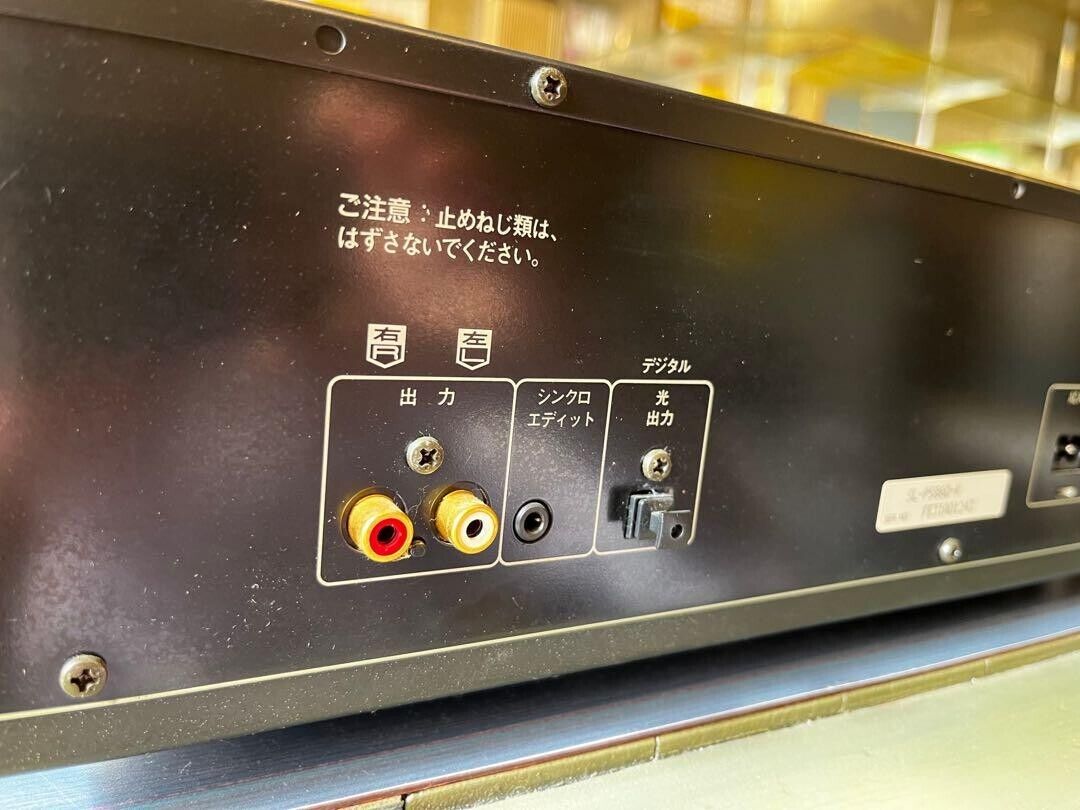 ご注意：止めねじ類は、
はずさないでください。
右 左
R L
デジタル
出力
シンクロ
エディット
光
出力